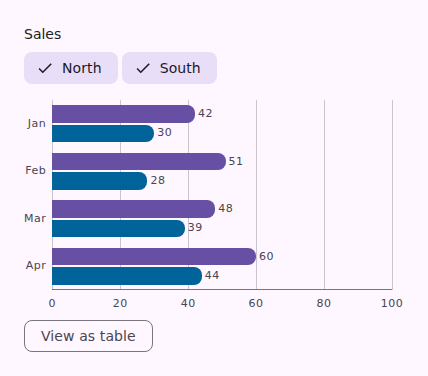 Sales
North South
42
Jan
30
51
Feb
28
48
Mar
39
60
Apr
44
0 20 40 60 80 100
View as table